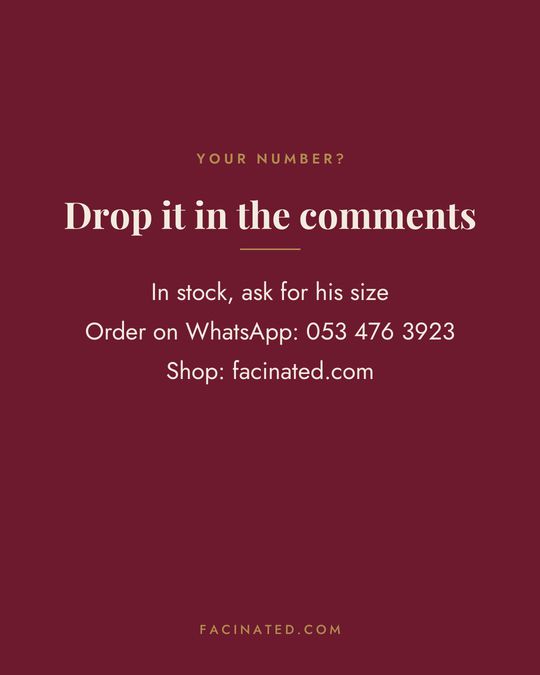 YOUR NUMBER?
Drop it in the comments
In stock, ask for his size
Order on WhatsApp: 053 476 3923
Shop: facinated.com
FACINATED.COM